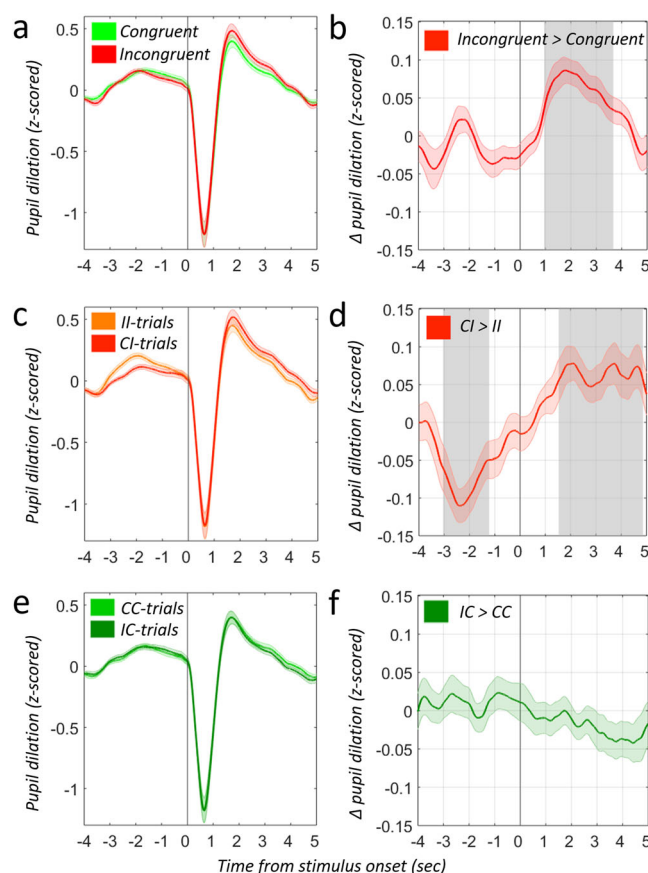 a
Congruent
Incongruent
0.5
0
-0.5
-1
Pupil dilation (z-scored)
-4 -3 -2 -1 0 1 2 3 4 5
b
Incongruent > Congruent
0.15
0.1
0.05
0
-0.05
-0.1
-0.15
Δ pupil dilation (z-scored)
-4 -3 -2 -1 0 1 2 3 4 5
c
II-trials
CI-trials
0.5
0
-0.5
-1
Pupil dilation (z-scored)
-4 -3 -2 -1 0 1 2 3 4 5
d
CI > II
0.15
0.1
0.05
0
-0.05
-0.1
-0.15
Δ pupil dilation (z-scored)
-4 -3 -2 -1 0 1 2 3 4 5
e
CC-trials
IC-trials
0.5
0
-0.5
-1
Pupil dilation (z-scored)
-4 -3 -2 -1 0 1 2 3 4 5
f
IC > CC
0.15
0.1
0.05
0
-0.05
-0.1
-0.15
Δ pupil dilation (z-scored)
-4 -3 -2 -1 0 1 2 3 4 5
Time from stimulus onset (sec)